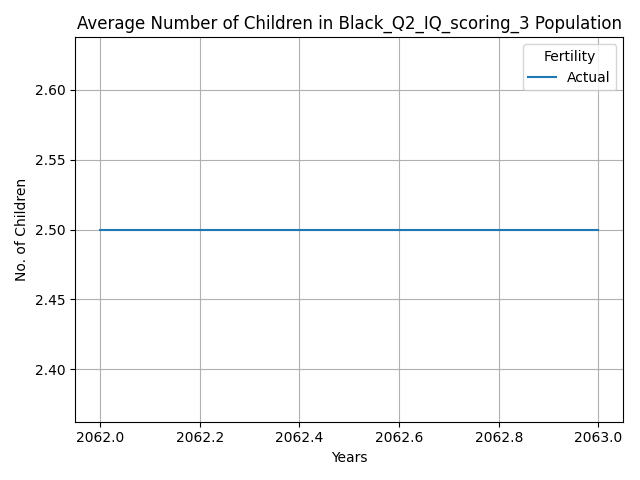 Average Number of Children in Black_Q2_IQ_scoring_3 Population
Fertility
Actual
No. of Children
2.60
2.55
2.50
2.45
2.40
2062.0 2062.2 2062.4 2062.6 2062.8 2063.0
Years